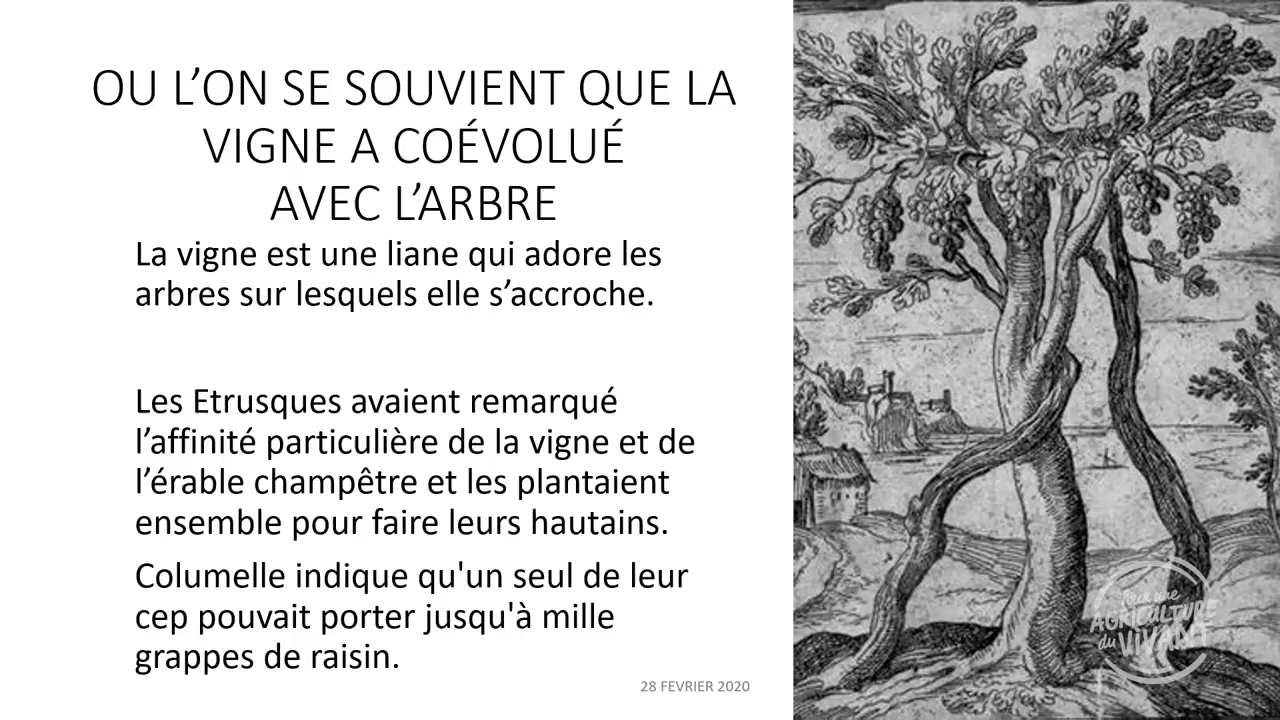 OU L’ON SE SOUVIENT QUE LA
VIGNE A COÉVOLUÉ
AVEC L’ARBRE
La vigne est une liane qui adore les
arbres sur lesquels elle s’accroche.
Les Etrusques avaient remarqué
l’affinité particulière de la vigne et de
l’érable champêtre et les plantaient
ensemble pour faire leurs hautains.
Columelle indique qu'un seul de leur
cep pouvait porter jusqu'à mille
grappes de raisin.
28 FEVRIER 2020
Pour une
AGRICULTURE
du VIVANT